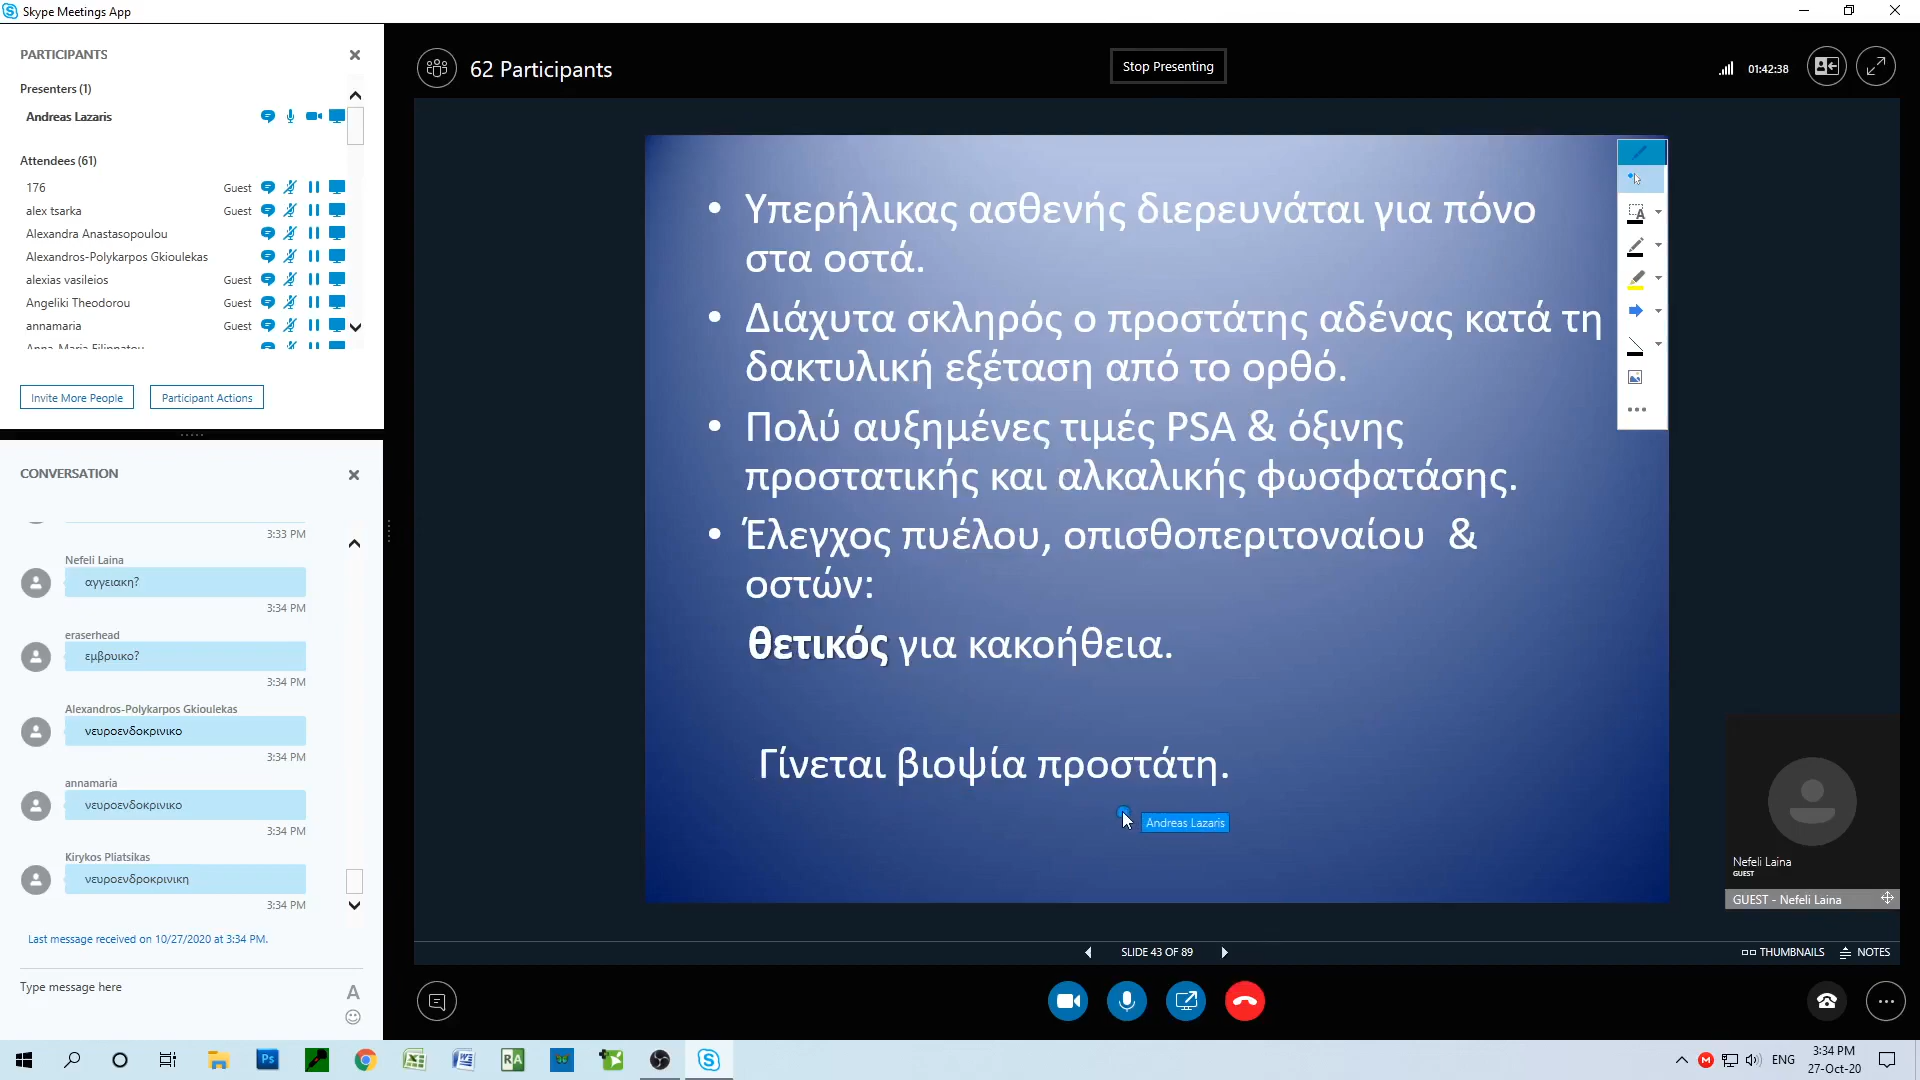 Skype Meetings App
PARTICIPANTS
Presenters (1)
Andreas Lazaris
Attendees (61)
176 Guest
alex tsarka Guest
Alexandra Anastasopoulou
Alexandros-Polykarpos Gkioulekas
alexias vasileios Guest
Angeliki Theodorou Guest
annamaria Guest
Invite More People
Participant Actions
CONVERSATION
3:33 PM
Nefeli Laina
αγγειακη?
3:34 PM
eraserhead
εμβρυικο?
3:34 PM
Alexandros-Polykarpos Gkioulekas
νευροενδοκρινικο
3:34 PM
annamaria
νευροενδοκρινικο
3:34 PM
Kirykos Pliatsikas
νευροενδροκρινικη
3:34 PM
Last message received on 10/27/2020 at 3:34 PM.
Type message here
62 Participants
Stop Presenting
01:42:38
• Υπερήλικας ασθενής διερευνάται για πόνο
στα οστά.
• Διάχυτα σκληρός ο προστάτης αδένας κατά τη
δακτυλική εξέταση από το ορθό.
• Πολύ αυξημένες τιμές PSA & όξινης
προστατικής και αλκαλικής φωσφατάσης.
• Έλεγχος πυέλου, οπισθοπεριτοναίου &
οστών:
θετικός για κακοήθεια.
Γίνεται βιοψία προστάτη.
Andreas Lazaris
Nefeli Laina
GUEST
GUEST - Nefeli Laina
SLIDE 43 OF 89
THUMBNAILS
NOTES
ENG
3:34 PM
27-Oct-20